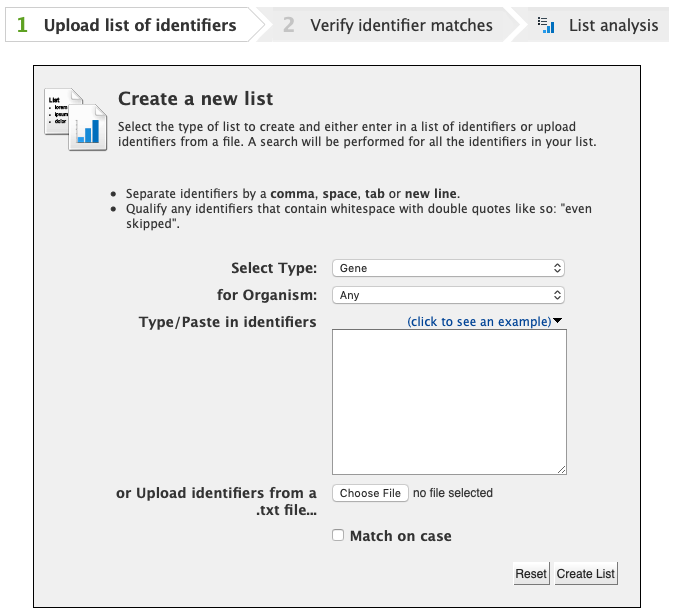 1 Upload list of identifiers 2 Verify identifier matches List analysis
List
lorem
ipsum
dolor
Create a new list
Select the type of list to create and either enter in a list of identifiers or upload
identifiers from a file. A search will be performed for all the identifiers in your list.
• Separate identifiers by a comma, space, tab or new line.
• Qualify any identifiers that contain whitespace with double quotes like so: "even
skipped".
Select Type: Gene
for Organism: Any
Type/Paste in identifiers (click to see an example)
or Upload identifiers from a Choose File no file selected
.txt file...
Match on case
Reset Create List